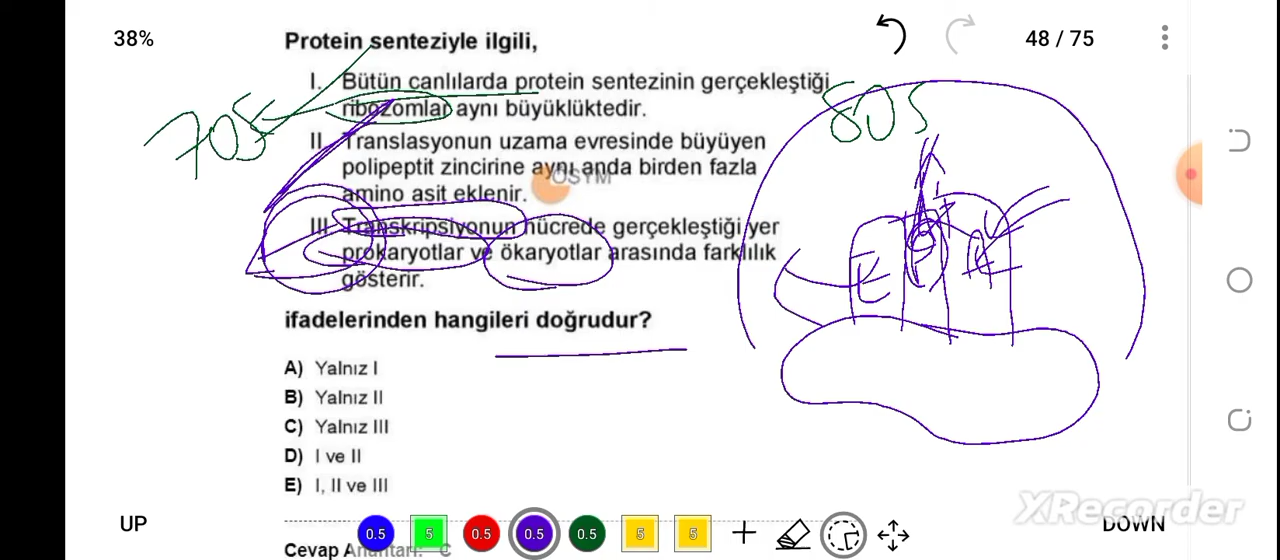 38%
48 / 75
Protein senteziyle ilgili,
I. Bütün canlılarda protein sentezinin gerçekleştiği
ribozomlar aynı büyüklüktedir.
II. Translasyonun uzama evresinde büyüyen
polipeptit zincirine aynı anda birden fazla
amino asit eklenir.
ÖSYM
III. Transkripsiyonun hücrede gerçekleştiği yer
prokaryotlar ve ökaryotlar arasında farklılık
gösterir.
ifadelerinden hangileri doğrudur?
A) Yalnız I
B) Yalnız II
C) Yalnız III
D) I ve II
E) I, II ve III
70S
80S
E P A
UP
0.5 5 0.5 0.5 0.5 5 5
DOWN
XRecorder
Cevap Anahtarı: C